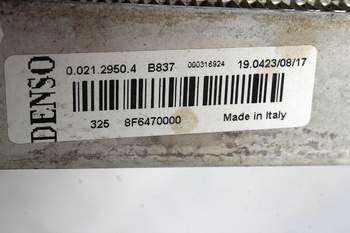 DENSO
0.021.2950.4 B837 000316924 19.0423/08/17
325 8F6470000 Made in Italy